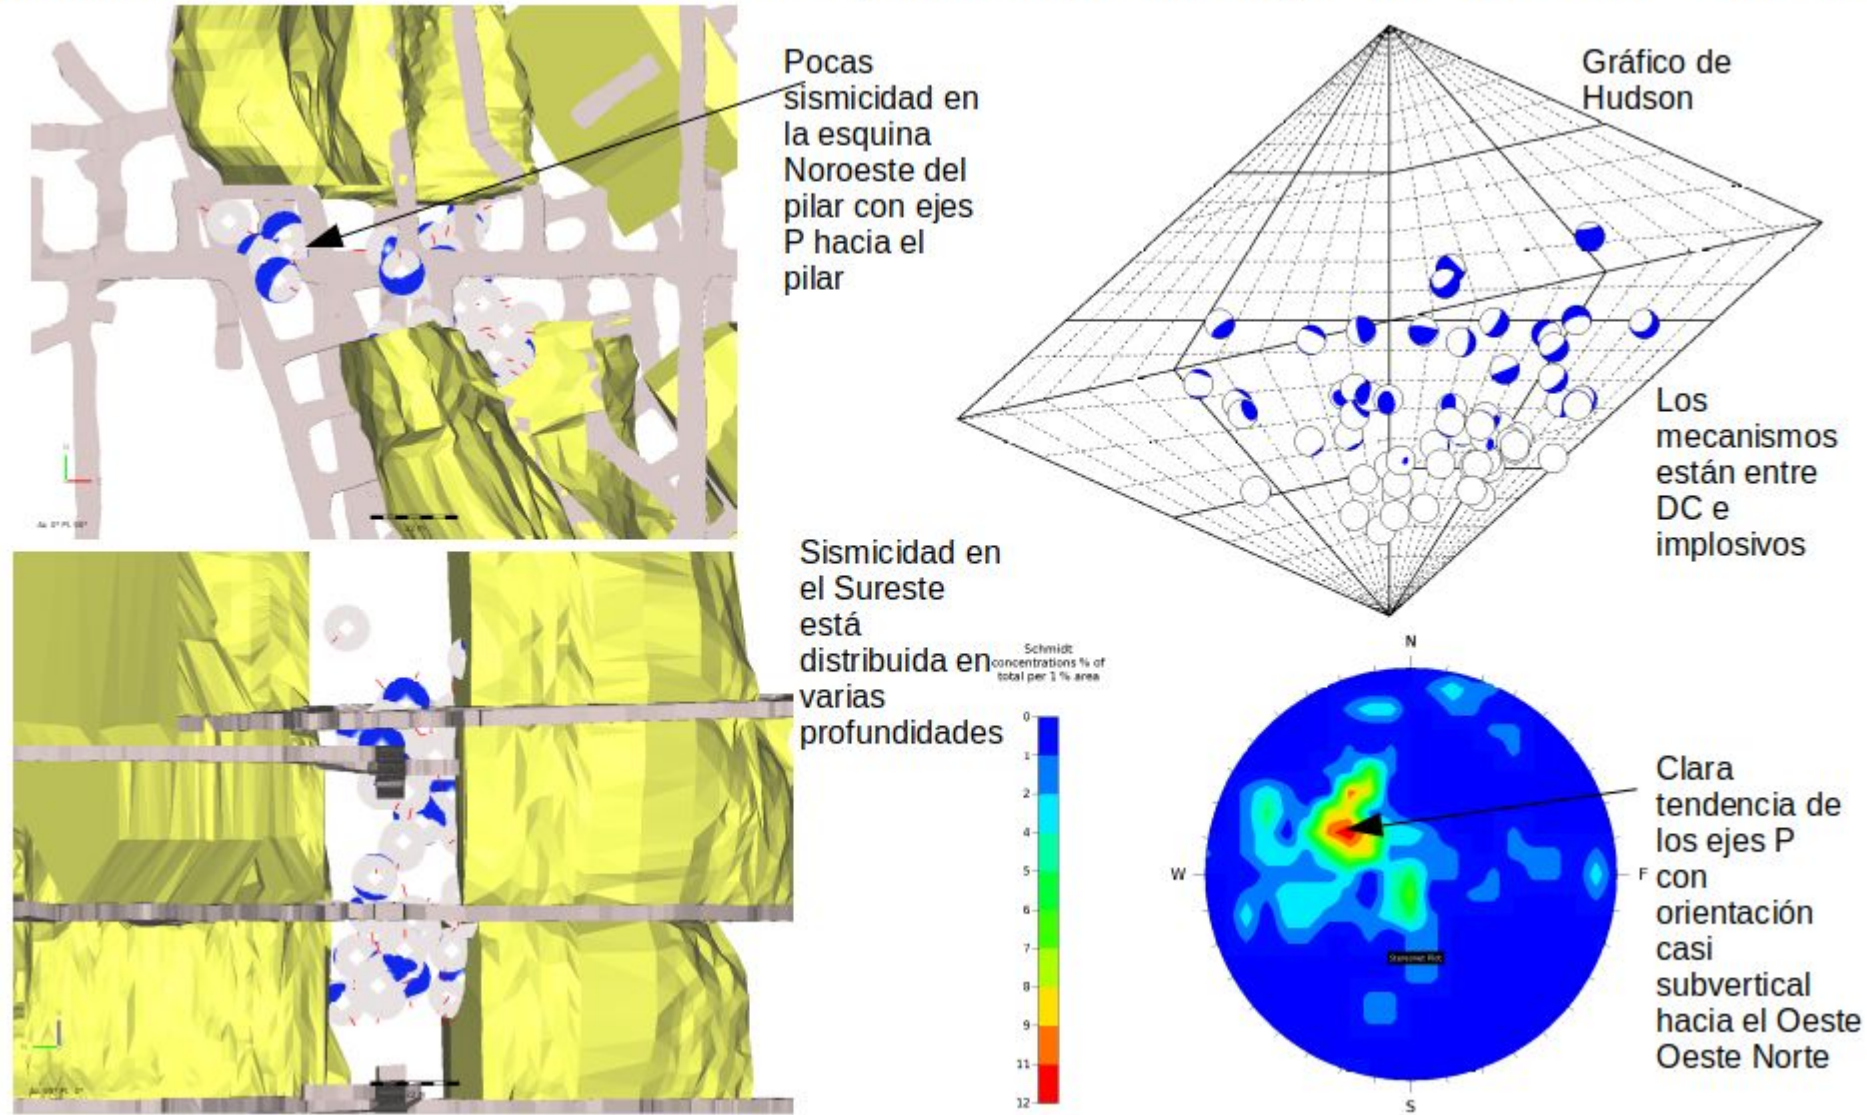 Pocas
sismicidad en
la esquina
Noroeste del
pilar con ejes
P hacia el
pilar
Gráfico de
Hudson
Los
mecanismos
están entre
DC e
implosivos
Sismicidad en
el Sureste
está
distribuida en
varias
profundidades
Schmidt
concentrations % of
total per 1 % area
0
1
2
4
5
6
7
8
9
11
12
N
W
S
Stereonet Plot
Clara
tendencia de
los ejes P
con
orientación
casi
subvertical
hacia el Oeste
Oeste Norte